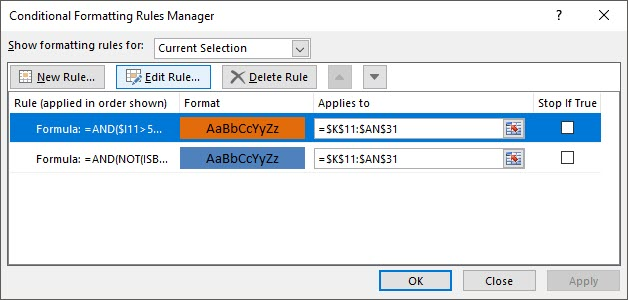 Conditional Formatting Rules Manager
Show formatting rules for: Current Selection
New Rule... Edit Rule... Delete Rule
Rule (applied in order shown) Format Applies to Stop If True
Formula: =AND($I11>5... AaBbCcYyZz =$K$11:$AN$31
Formula: =AND(NOT(ISB... AaBbCcYyZz =$K$11:$AN$31
OK Close Apply